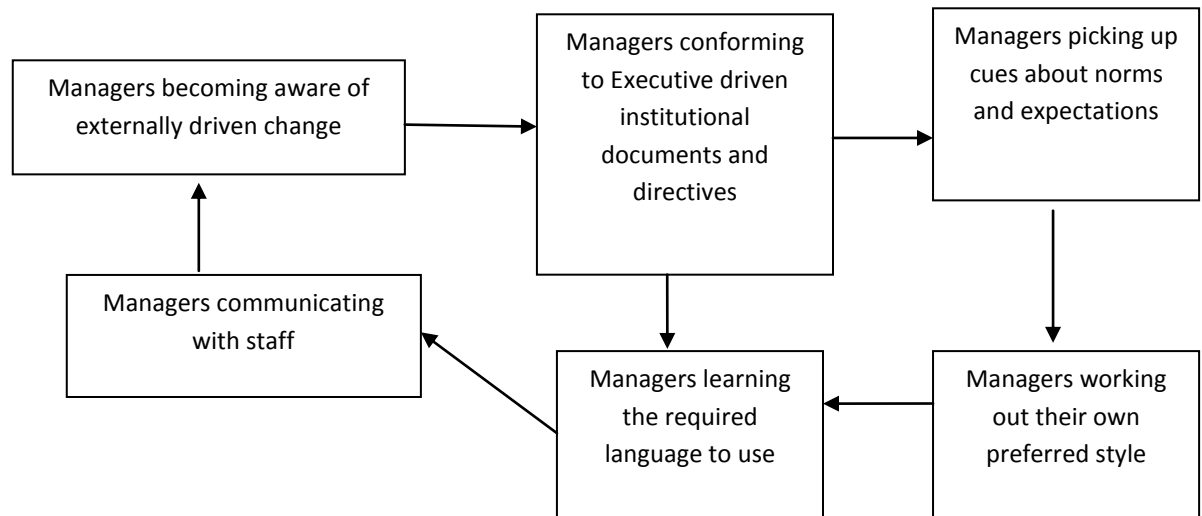 Managers becoming aware of
externally driven change
Managers conforming
to Executive driven
institutional
documents and
directives
Managers picking up
cues about norms
and expectations
Managers communicating
with staff
Managers learning
the required
language to use
Managers working
out their own
preferred style